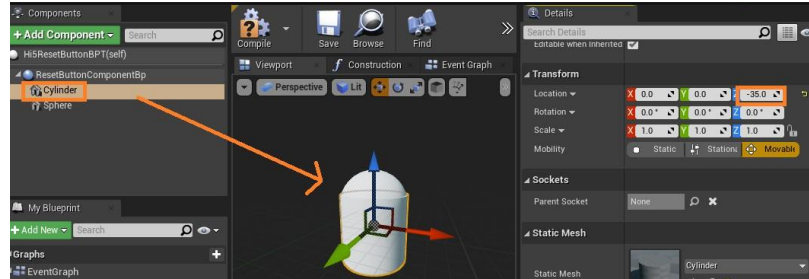 Components
+ Add Component Search
Hi5ResetButtonBPT(self)
ResetButtonComponentBp
Cylinder
Sphere
My Blueprint
+ Add New Search
Graphs
EventGraph
Compile Save Browse Find
Viewport Construction Event Graph
Perspective Lit
Details
Search Details
Editable when Inherited
Transform
Location X 0.0 Y 0.0 Z -35.0
Rotation X 0.0° Y 0.0° Z 0.0°
Scale X 1.0 Y 1.0 Z 1.0
Mobility Static Stationa Movable
Sockets
Parent Socket None
Static Mesh
Static Mesh Cylinder